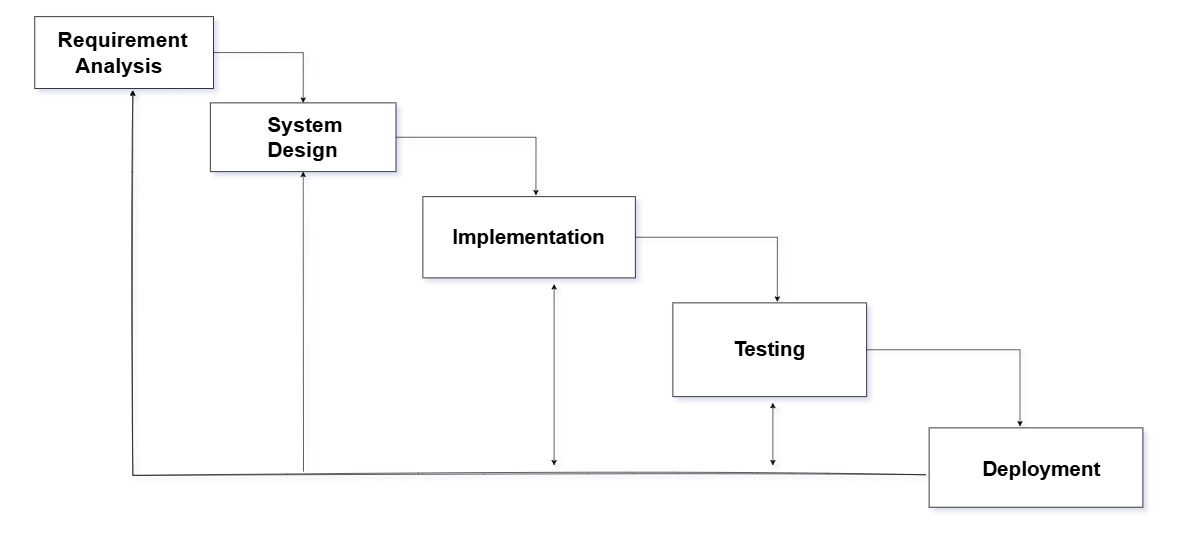 Requirement
Analysis
System
Design
Implementation
Testing
Deployment